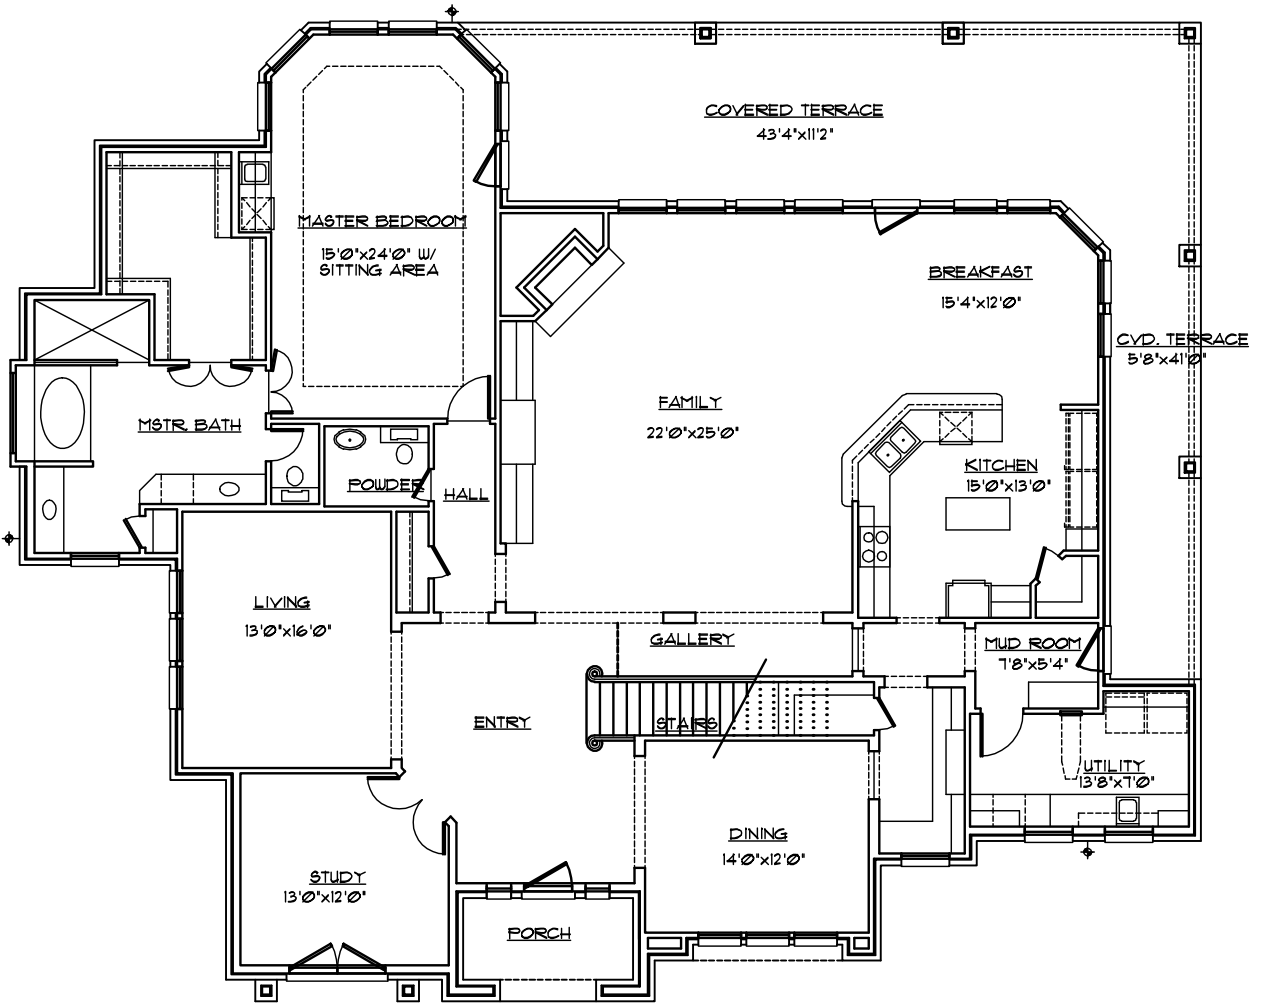 COVERED TERRACE
43'4"x11'2"
MASTER BEDROOM
15'0"x24'0" W/
SITTING AREA
BREAKFAST
15'4"x12'0"
CVD. TERRACE
5'8"x41'0"
FAMILY
22'0"x25'0"
MSTR. BATH
KITCHEN
15'0"x13'0"
POWDER
HALL
LIVING
13'0"x16'0"
GALLERY
MUD ROOM
7'8"x5'4"
ENTRY
STAIRS
UTILITY
13'8"x7'0"
DINING
14'0"x12'0"
STUDY
13'0"x12'0"
PORCH